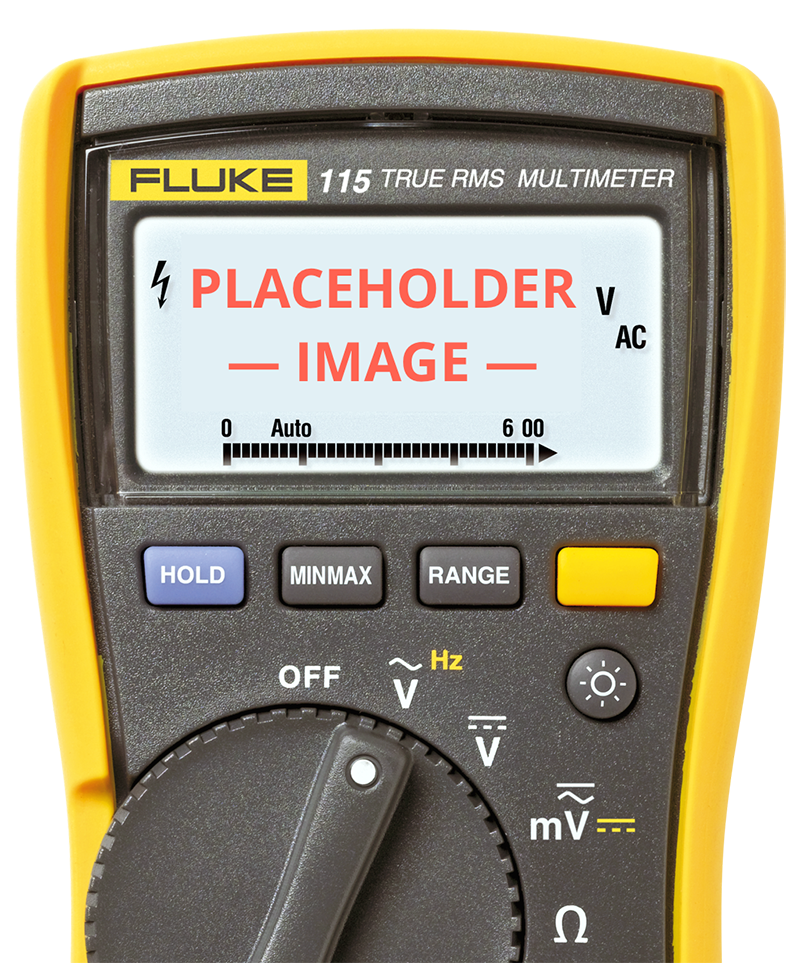 FLUKE 115 TRUE RMS MULTIMETER
PLACEHOLDER V
— IMAGE — AC
0 Auto 6 00
HOLD MINMAX RANGE
OFF V Hz
V
mV
Ω